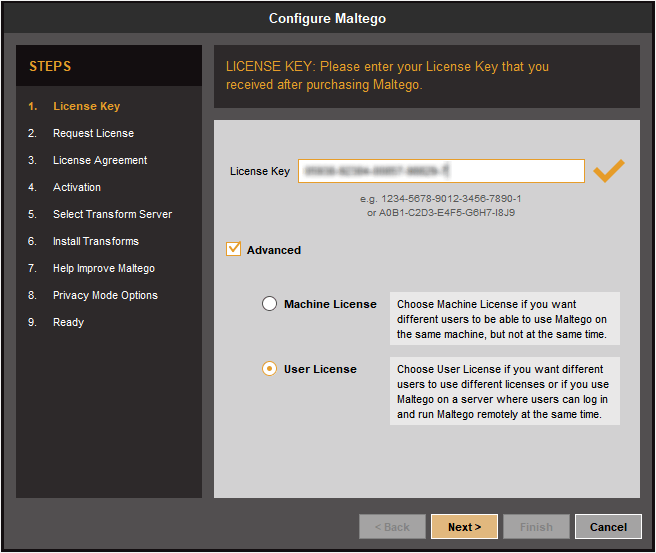 Configure Maltego
STEPS
1. License Key
2. Request License
3. License Agreement
4. Activation
5. Select Transform Server
6. Install Transforms
7. Help Improve Maltego
8. Privacy Mode Options
9. Ready
LICENSE KEY: Please enter your License Key that you
received after purchasing Maltego.
License Key
e.g. 1234-5678-9012-3456-7890-1
or A0B1-C2D3-E4F5-G6H7-I8J9
Advanced
Machine License
Choose Machine License if you want
different users to be able to use Maltego on
the same machine, but not at the same time.
User License
Choose User License if you want different
users to use different licenses or if you use
Maltego on a server where users can log in
and run Maltego remotely at the same time.
< Back
Next >
Finish
Cancel